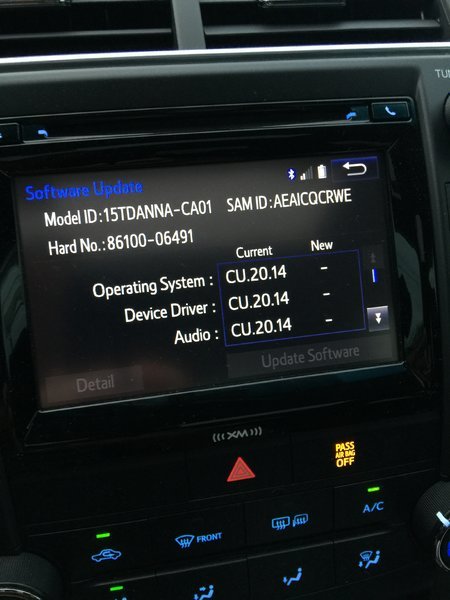 TUN
Software Update
Model ID : 15TDANNA-CA01 SAM ID : AEAICQCRWE
Hard No. : 86100-06491
Current New
Operating System : CU.20.14 -
Device Driver : CU.20.14 -
Audio : CU.20.14 -
Detail Update Software
(((XM)))
PASS
AIR BAG
OFF
FRONT
A/C